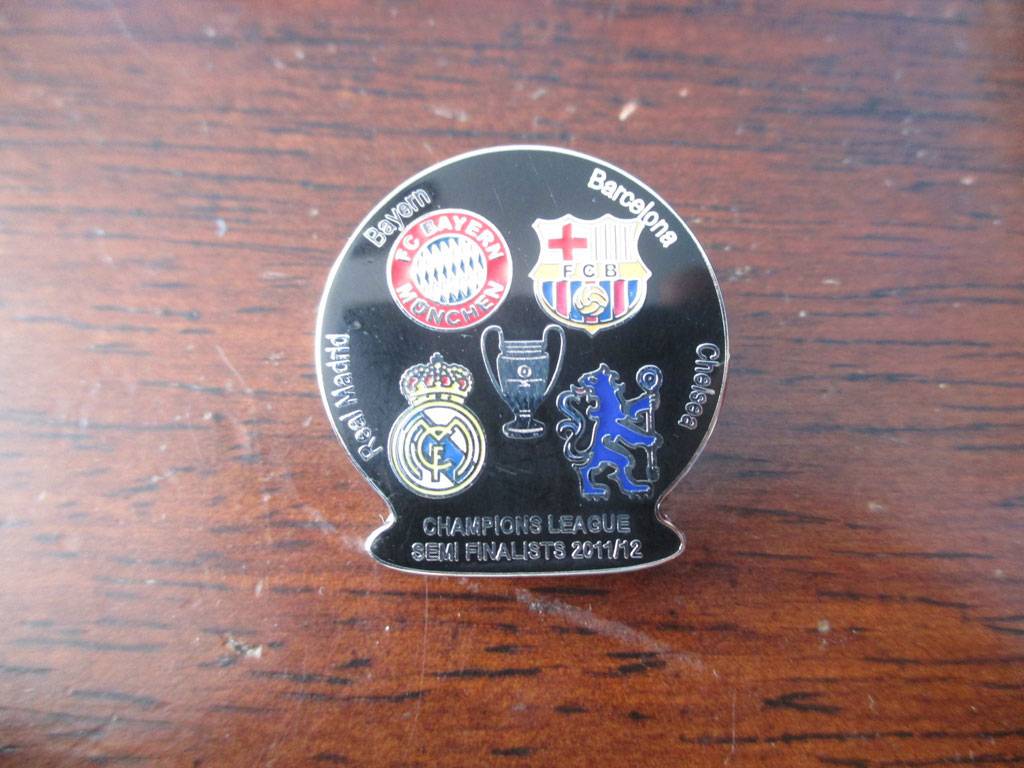 Bayern
Barcelona
FC BAYERN
MÜNCHEN
FCB
Real Madrid
Chelsea
CHAMPIONS LEAGUE
SEMI FINALISTS 2011/12